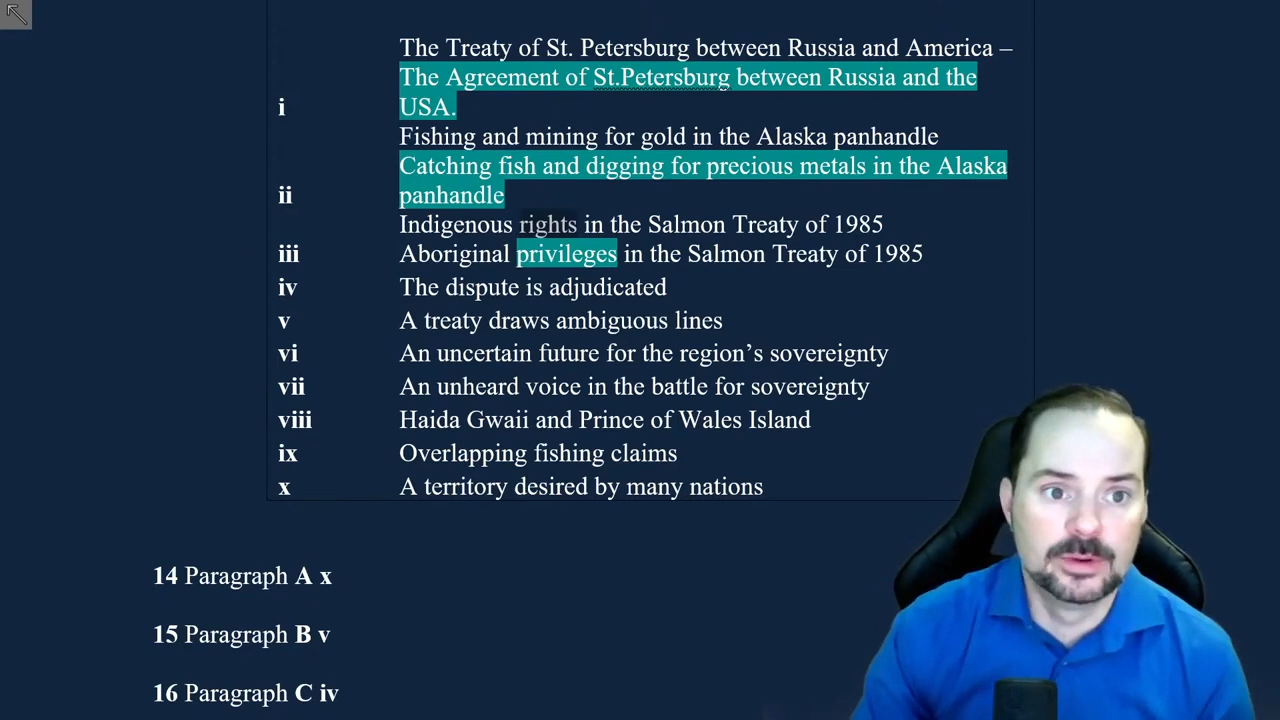 The Treaty of St. Petersburg between Russia and America –
The Agreement of St.Petersburg between Russia and the
i USA.
Fishing and mining for gold in the Alaska panhandle
Catching fish and digging for precious metals in the Alaska
ii panhandle
Indigenous rights in the Salmon Treaty of 1985
iii Aboriginal privileges in the Salmon Treaty of 1985
iv The dispute is adjudicated
v A treaty draws ambiguous lines
vi An uncertain future for the region’s sovereignty
vii An unheard voice in the battle for sovereignty
viii Haida Gwaii and Prince of Wales Island
ix Overlapping fishing claims
x A territory desired by many nations
14 Paragraph A x
15 Paragraph B v
16 Paragraph C iv